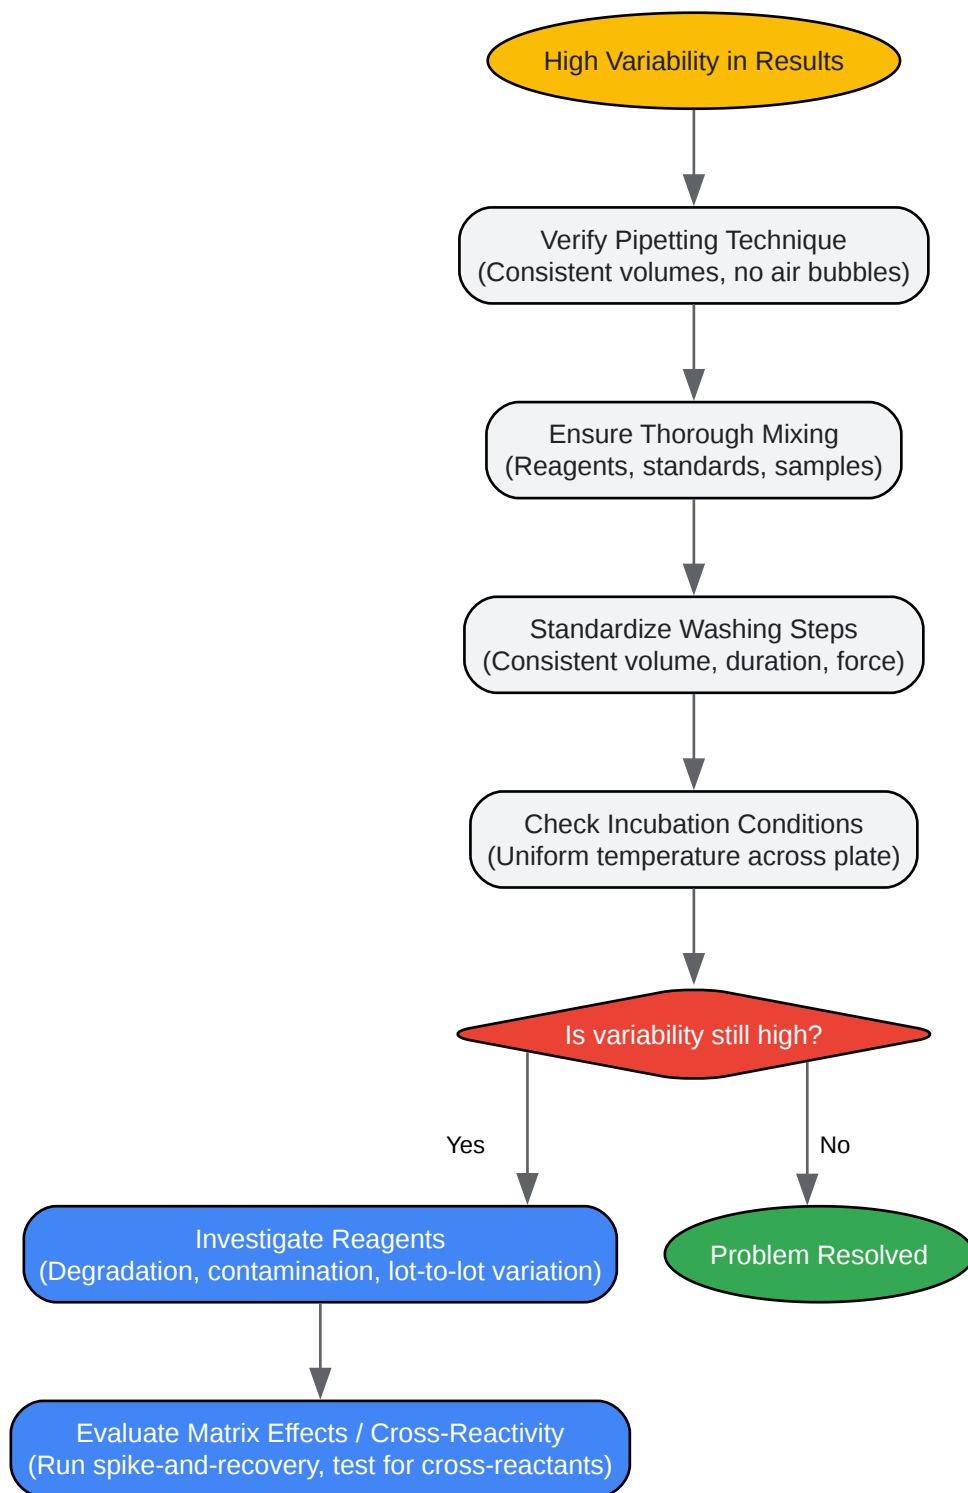 High Variability in Results
Verify Pipetting Technique
(Consistent volumes, no air bubbles)
Ensure Thorough Mixing
(Reagents, standards, samples)
Standardize Washing Steps
(Consistent volume, duration, force)
Check Incubation Conditions
(Uniform temperature across plate)
Is variability still high?
Yes
No
Investigate Reagents
(Degradation, contamination, lot-to-lot variation)
Problem Resolved
Evaluate Matrix Effects / Cross-Reactivity
(Run spike-and-recovery, test for cross-reactants)